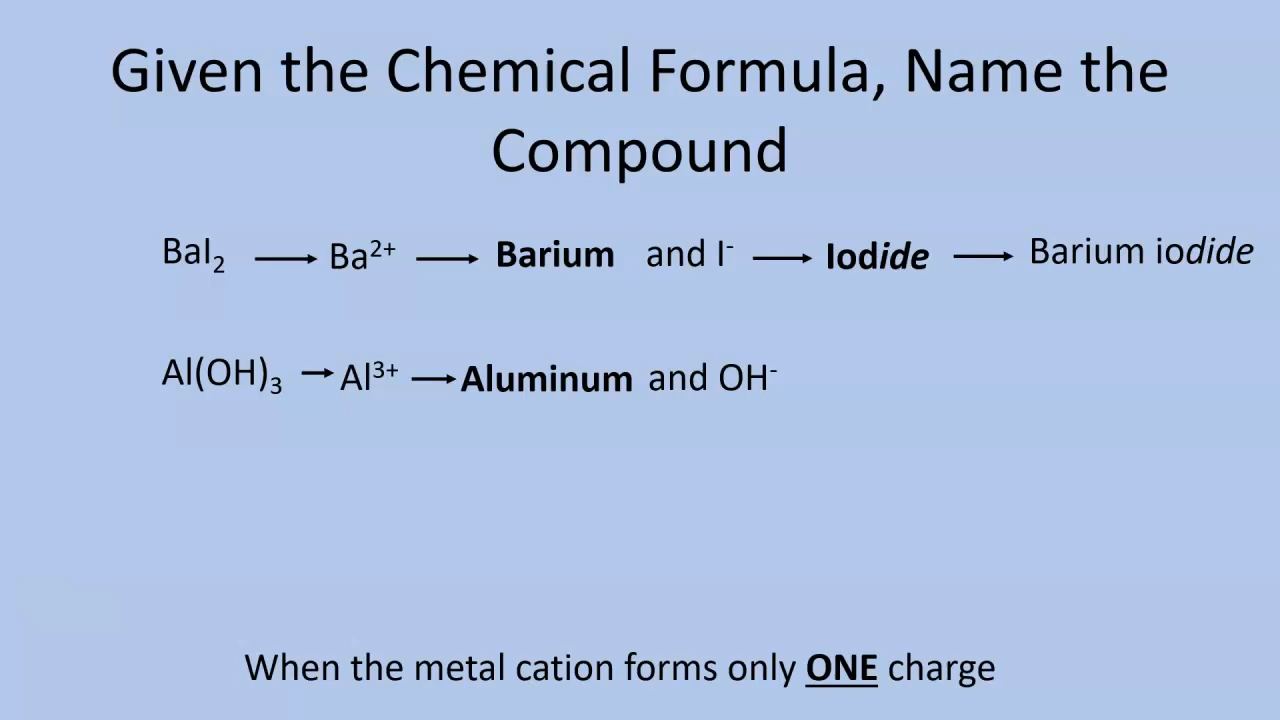 Given the Chemical Formula, Name the
Compound
BaI₂ → Ba²⁺ → Barium and I⁻ → Iodide → Barium iodide
Al(OH)₃ → Al³⁺ → Aluminum and OH⁻
When the metal cation forms only ONE charge